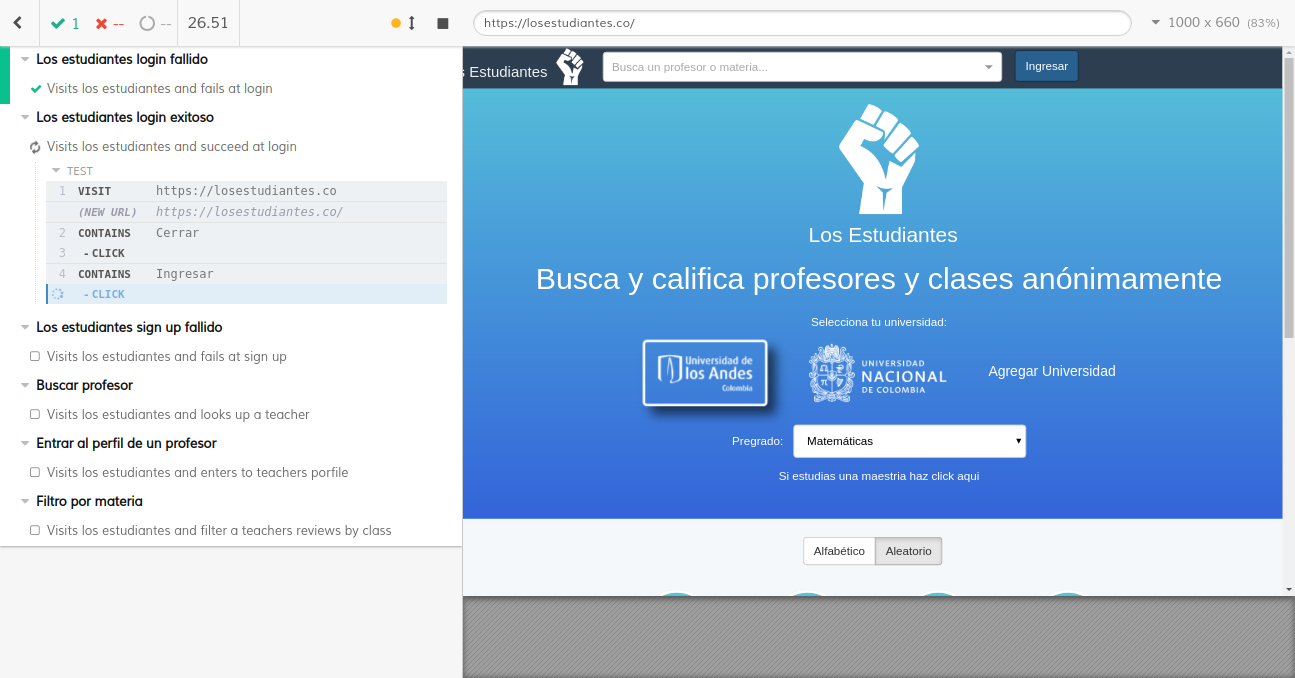 1 -- -- 26.51
https://losestudiantes.co/
1000 x 660 (83%)
Los estudiantes login fallido
Visits los estudiantes and fails at login
Los estudiantes login exitoso
Visits los estudiantes and succeed at login
TEST
1 VISIT https://losestudiantes.co
(NEW URL) https://losestudiantes.co/
2 CONTAINS Cerrar
3 - CLICK
4 CONTAINS Ingresar
- CLICK
Los estudiantes sign up fallido
Visits los estudiantes and fails at sign up
Buscar profesor
Visits los estudiantes and looks up a teacher
Entrar al perfil de un profesor
Visits los estudiantes and enters to teachers porfile
Filtro por materia
Visits los estudiantes and filter a teachers reviews by class
s Estudiantes
Busca un profesor o materia...
Ingresar
Los Estudiantes
Busca y califica profesores y clases anónimamente
Selecciona tu universidad:
Universidad de
los Andes
Colombia
UNIVERSIDAD
NACIONAL
DE COLOMBIA
Agregar Universidad
Pregrado: Matemáticas
Si estudias una maestria haz click aqui
Alfabético Aleatorio